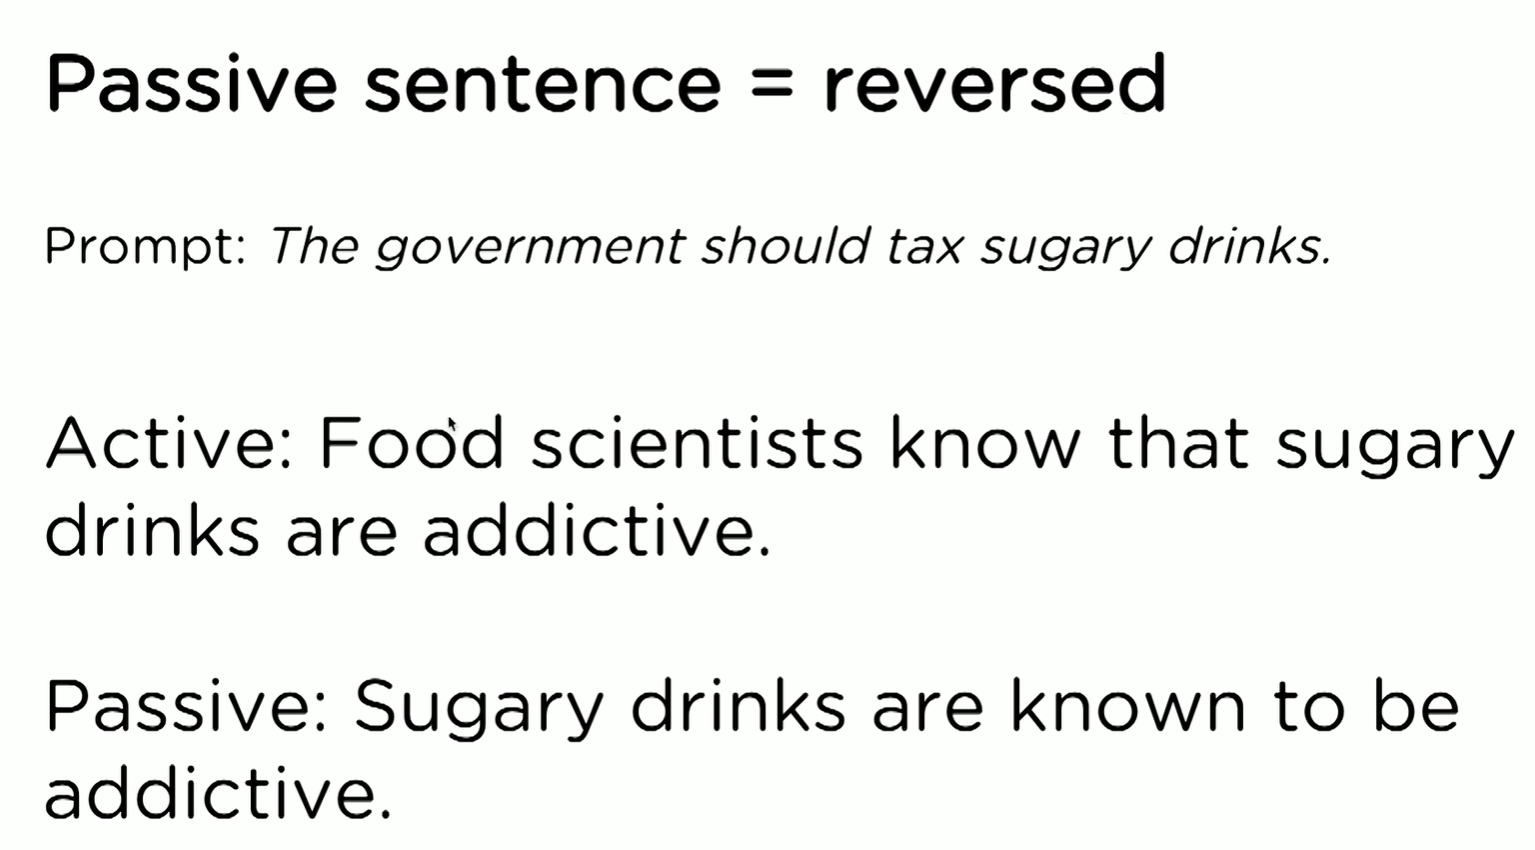 Passive sentence = reversed
Prompt: The government should tax sugary drinks.
Active: Food scientists know that sugary
drinks are addictive.
Passive: Sugary drinks are known to be
addictive.